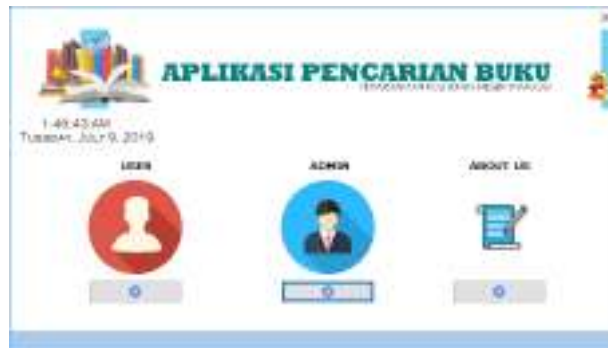 APLIKASI PENCARIAN BUKU
1:49:43 AM
TUESDAY, JULY 9, 2019
USER
ADMIN
ABOUT US